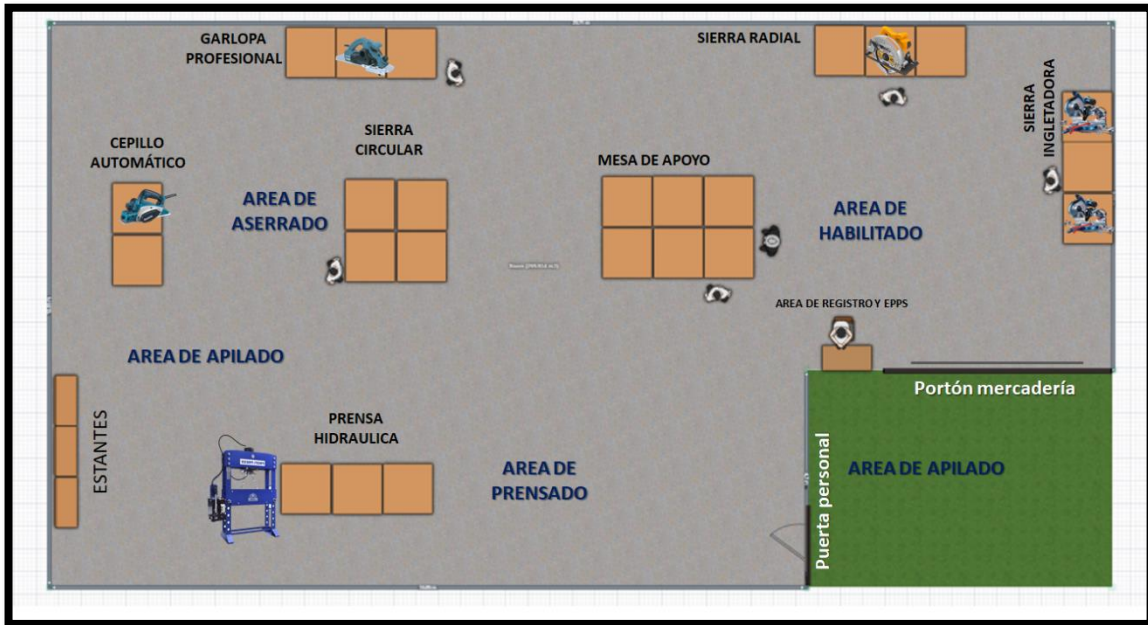 GARLOPA
PROFESIONAL
SIERRA RADIAL
SIERRA
INGLETADORA
CEPILLO
AUTOMÁTICO
SIERRA
CIRCULAR
MESA DE APOYO
AREA DE
ASERRADO
AREA DE
HABILITADO
AREA DE REGISTRO Y EPPS
AREA DE APILADO
Portón mercadería
ESTANTES
PRENSA
HIDRAULICA
AREA DE
PRENSADO
Puerta personal
AREA DE APILADO